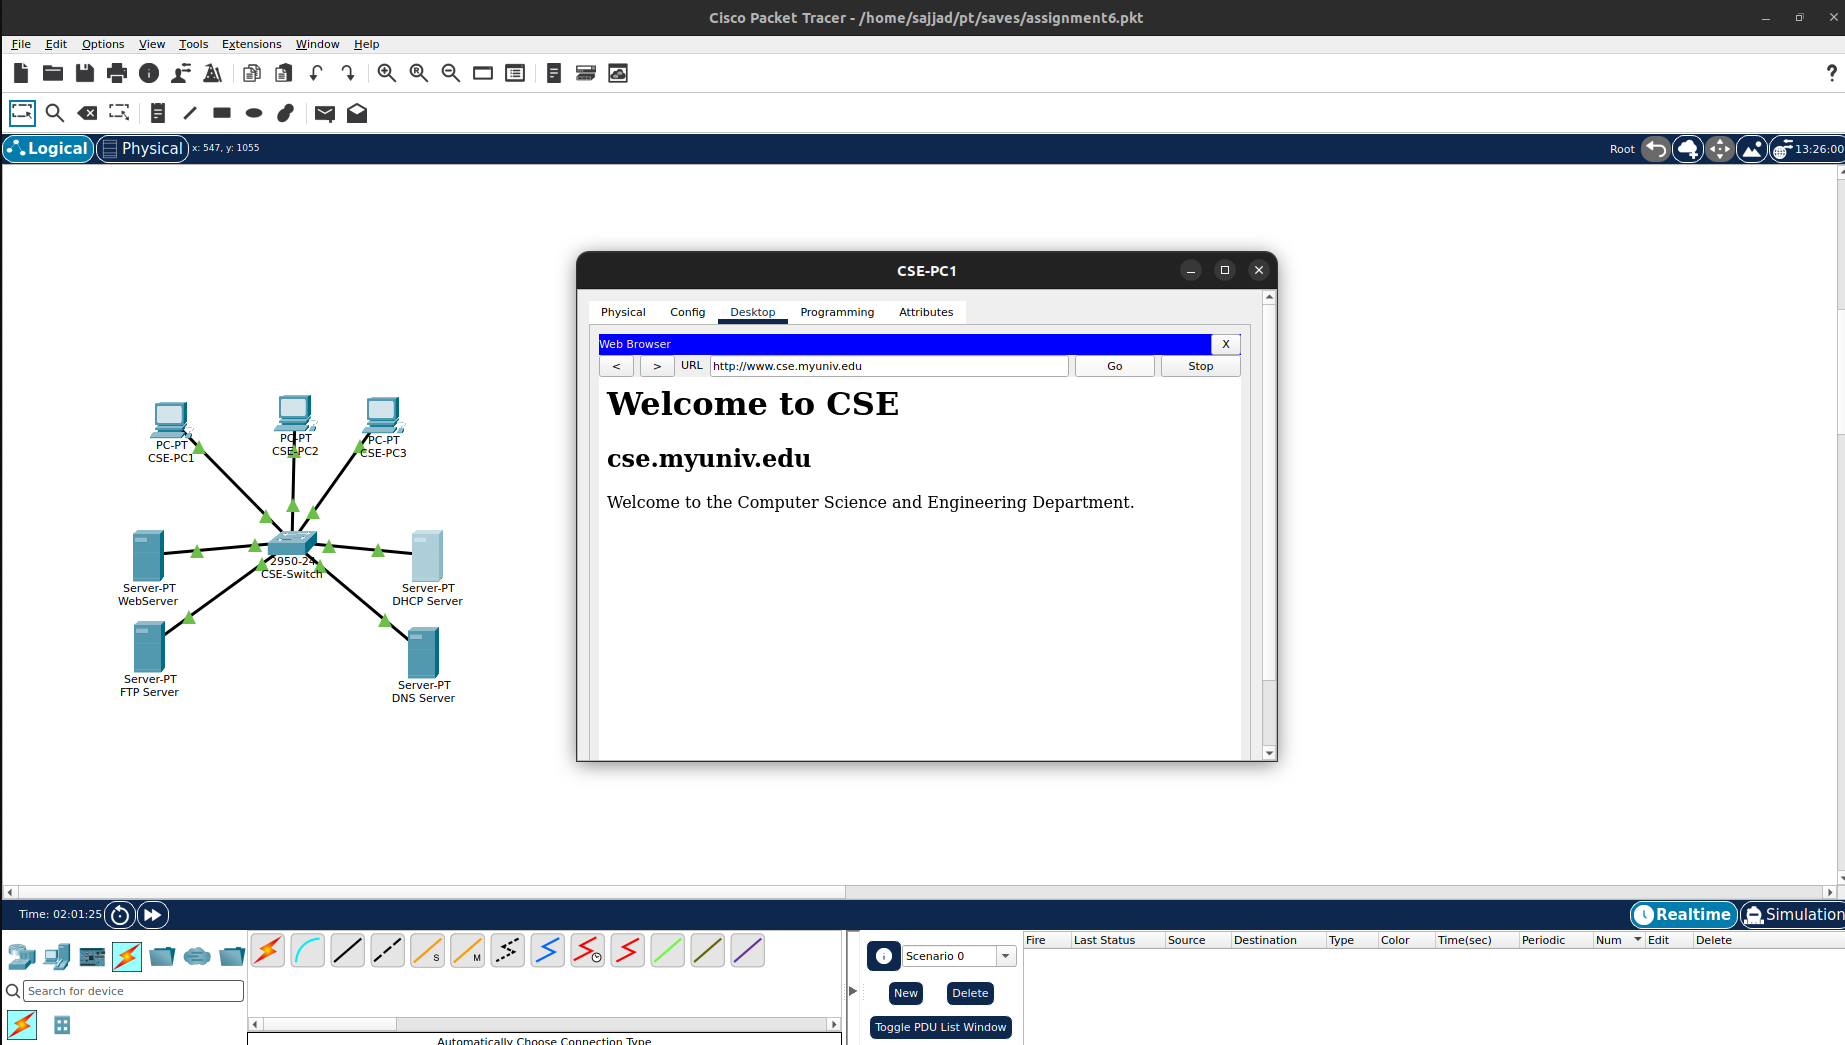 Cisco Packet Tracer - /home/sajjad/pt/saves/assignment6.pkt
File Edit Options View Tools Extensions Window Help
Logical Physical x: 547, y: 1055 Root 13:26:00
CSE-PC1
Physical Config Desktop Programming Attributes
Web Browser X
< > URL http://www.cse.myuniv.edu Go Stop
Welcome to CSE
cse.myuniv.edu
Welcome to the Computer Science and Engineering Department.
PC-PT
CSE-PC1
PC-PT
CSE-PC2
PC-PT
CSE-PC3
2950-24
CSE-Switch
Server-PT
WebServer
Server-PT
DHCP Server
Server-PT
FTP Server
Server-PT
DNS Server
Time: 02:01:25 Realtime Simulation
S M
Search for device
Automatically Choose Connection Type
Scenario 0
New Delete
Toggle PDU List Window
Fire Last Status Source Destination Type Color Time(sec) Periodic Num Edit Delete